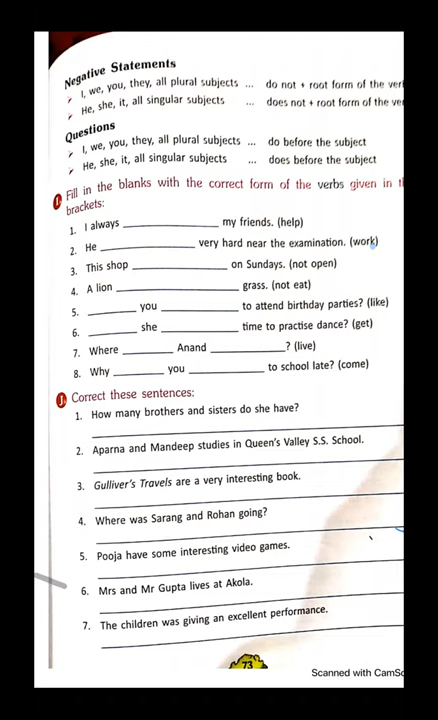 Negative Statements
➢ I, we, you, they, all plural subjects ... do not + root form of the
➢ He, she, it, all singular subjects ... does not + root form of the
Questions
➢ I, we, you, they, all plural subjects ... do before the subject
➢ He, she, it, all singular subjects ... does before the subject
Fill in the blanks with the correct form of the verbs given in
brackets:
1. I always ____________ my friends. (help)
2. He ____________ very hard near the examination. (work)
3. This shop ____________ on Sundays. (not open)
4. A lion ____________ grass. (not eat)
5. ________ you ________ to attend birthday parties? (like)
6. ________ she ________ time to practise dance? (get)
7. Where ________ Anand ________? (live)
8. Why ________ you ________ to school late? (come)
J. Correct these sentences:
1. How many brothers and sisters do she have?
2. Aparna and Mandeep studies in Queen's Valley S.S. School.
3. Gulliver's Travels are a very interesting book.
4. Where was Sarang and Rohan going?
5. Pooja have some interesting video games.
6. Mrs and Mr Gupta lives at Akola.
7. The children was giving an excellent performance.
73
Scanned with